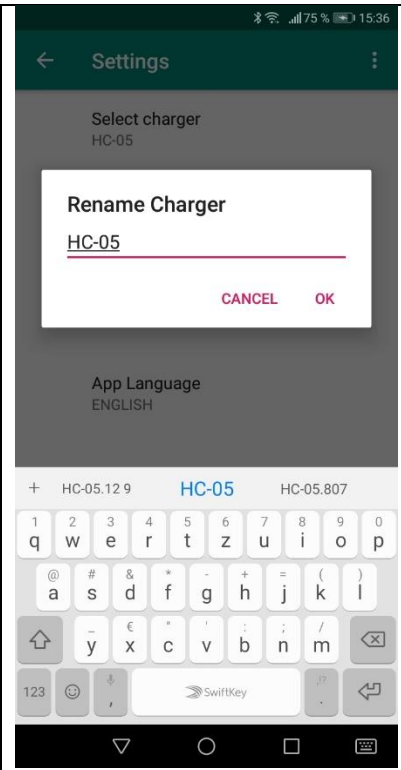 75 % 15:36
Settings
Select charger
HC-05
Rename Charger
HC-05
CANCEL OK
App Language
ENGLISH
+ HC-05.12 9 HC-05 HC-05.807
1 2 3 4 5 6 7 8 9 0
q w e r t z u i o p
@ # & * - + = ( )
a s d f g h j k l
_ € " ' : ; /
y x c v b n m
123 , SwiftKey !? .